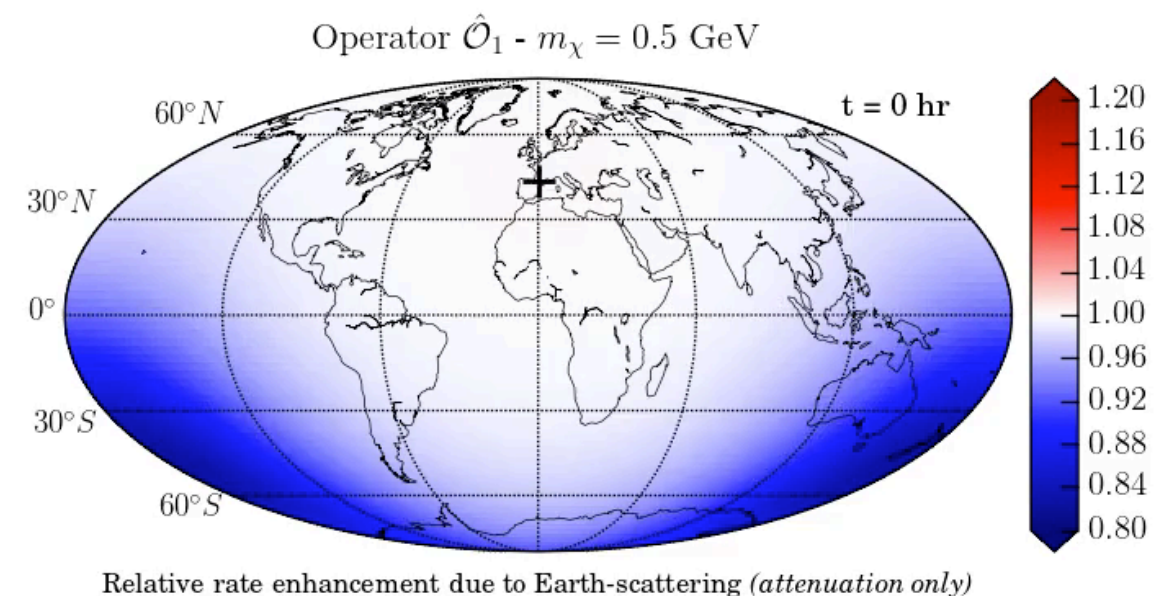 Operator $\hat{\mathcal{O}}_1$ - $m_\chi = 0.5$ GeV
t = 0 hr
60°N
30°N
0°
30°S
60°S
1.20
1.16
1.12
1.08
1.04
1.00
0.96
0.92
0.88
0.84
0.80
Relative rate enhancement due to Earth-scattering (attenuation only)